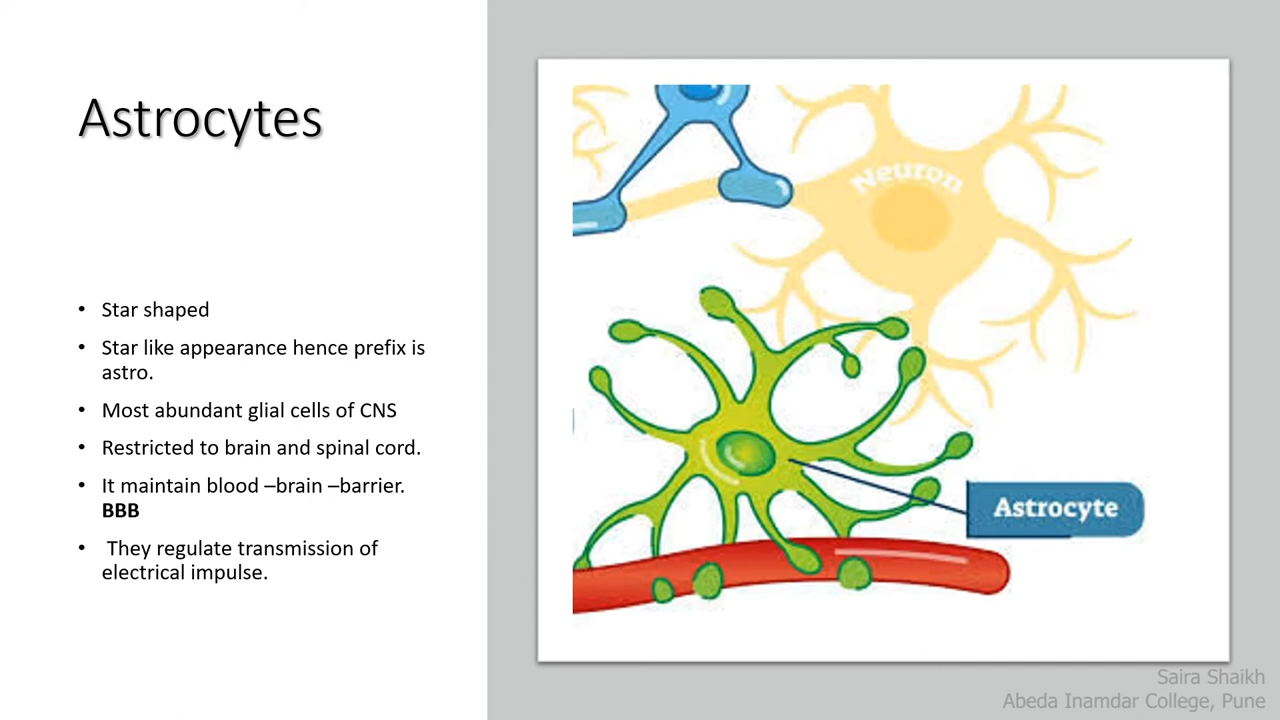 Astrocytes
• Star shaped
• Star like appearance hence prefix is
astro.
• Most abundant glial cells of CNS
• Restricted to brain and spinal cord.
• It maintain blood –brain –barrier.
BBB
• They regulate transmission of
electrical impulse.
Neuron
Astrocyte
Saira Shaikh
Abeda Inamdar College, Pune